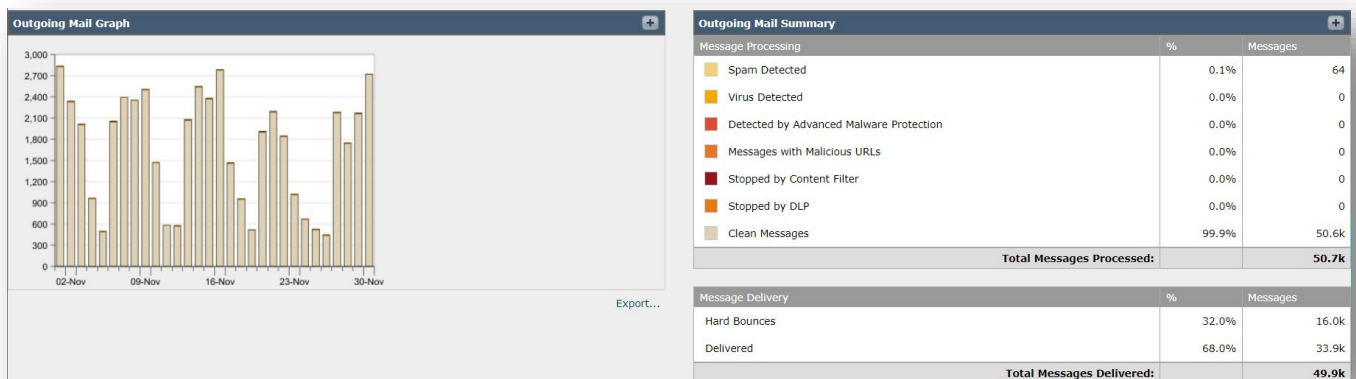 Outgoing Mail Graph
3,000
2,700
2,400
2,100
1,800
1,500
1,200
900
600
300
0
02-Nov 09-Nov 16-Nov 23-Nov 30-Nov
Export...
Outgoing Mail Summary
Message Processing % Messages
Spam Detected 0.1% 64
Virus Detected 0.0% 0
Detected by Advanced Malware Protection 0.0% 0
Messages with Malicious URLs 0.0% 0
Stopped by Content Filter 0.0% 0
Stopped by DLP 0.0% 0
Clean Messages 99.9% 50.6k
Total Messages Processed: 50.7k
Message Delivery % Messages
Hard Bounces 32.0% 16.0k
Delivered 68.0% 33.9k
Total Messages Delivered: 49.9k